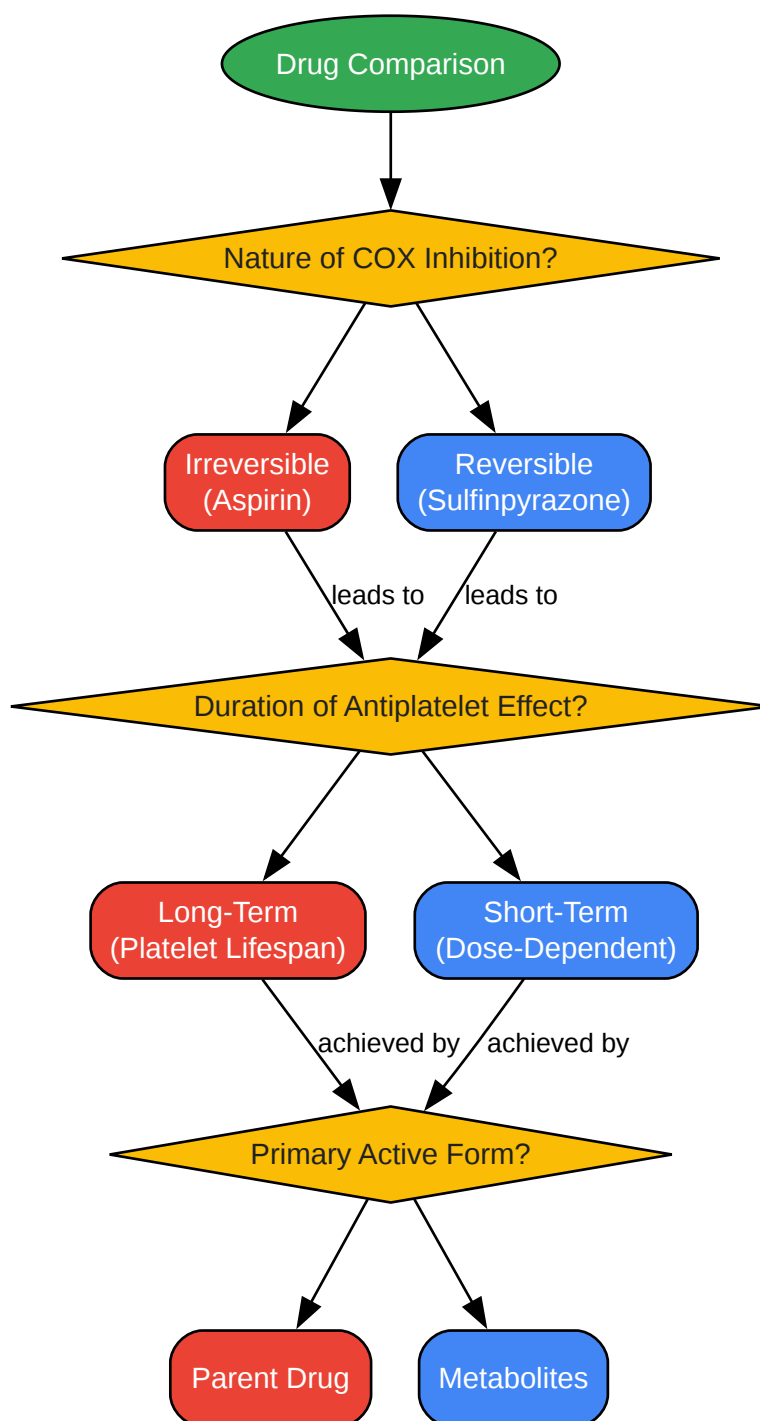 Drug Comparison
Nature of COX Inhibition?
Irreversible
(Aspirin)
Reversible
(Sulfinpyrazone)
leads to
leads to
Duration of Antiplatelet Effect?
Long-Term
(Platelet Lifespan)
Short-Term
(Dose-Dependent)
achieved by
achieved by
Primary Active Form?
Parent Drug
Metabolites